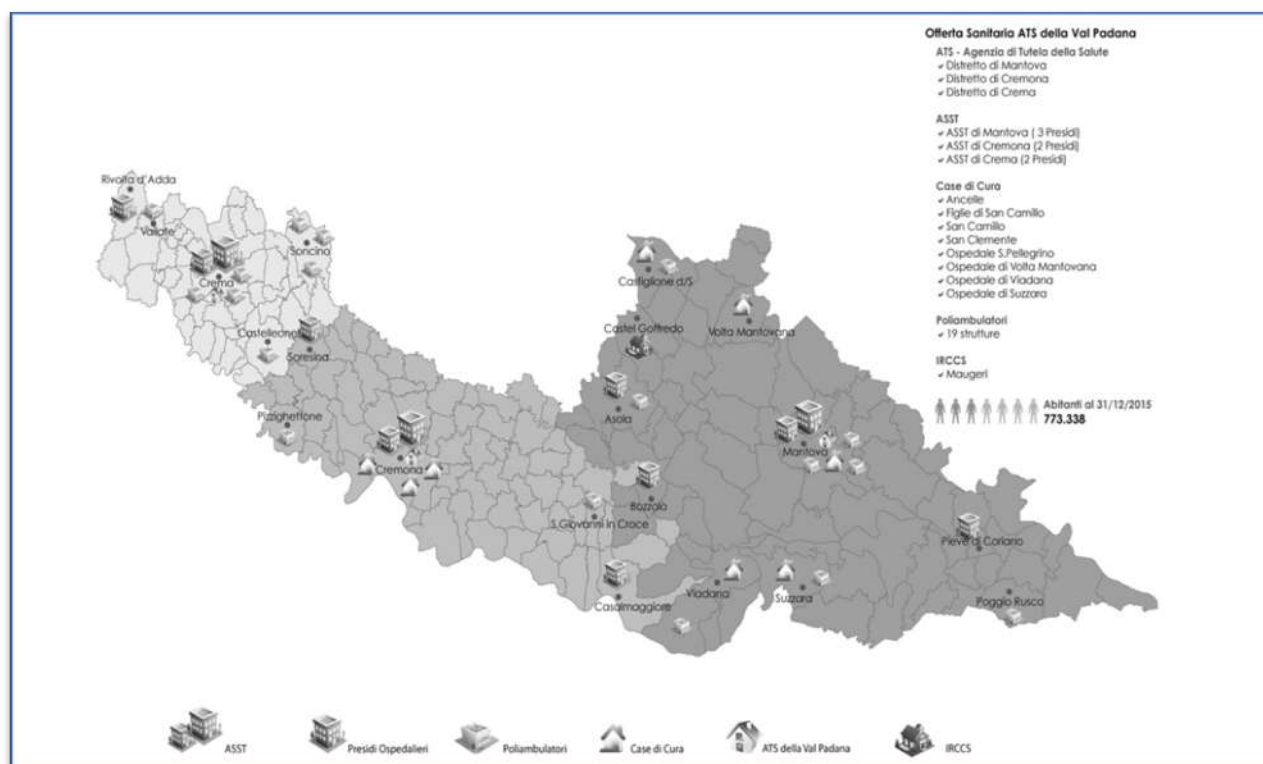 Offerta Sanitaria ATS della Val Padana
ATS - Agenzia di Tutela della Salute
Distretto di Mantova
Distretto di Cremona
Distretto di Crema
ASST
ASST di Mantova ( 3 Presidi)
ASST di Cremona (2 Presidi)
ASST di Crema (2 Presidi)
Case di Cura
Ancelle
Figlie di San Camillo
San Camillo
San Clemente
Ospedale S.Pellegrino
Ospedale di Volta Mantovana
Ospedale di Viadana
Ospedale di Suzzara
Poliambulatori
19 strutture
IRCCS
Maugeri
Abitanti al 31/12/2015
773.338
Rivolta d'Adda
Vailate
Soncino
Crema
Castelleone
Soresina
Pizzighettone
Cremona
S.Giovanni in Croce
Casalmaggiore
Castiglione d/S
Castel Goffredo
Volta Mantovana
Asola
Mantova
Bozzolo
Viadana
Suzzara
Pieve di Coriano
Poggio Rusco
ASST
Presidi Ospedalieri
Poliambulatori
Case di Cura
ATS della Val Padana
IRCCS